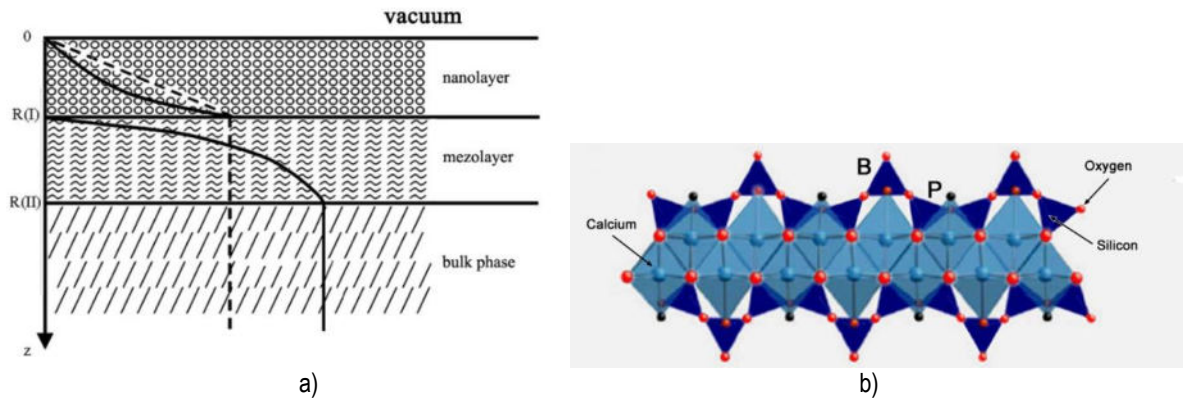 vacuum
0
nanolayer
R(I)
mezolayer
R(II)
bulk phase
z
a)
B
P
Oxygen
Calcium
Silicon
b)